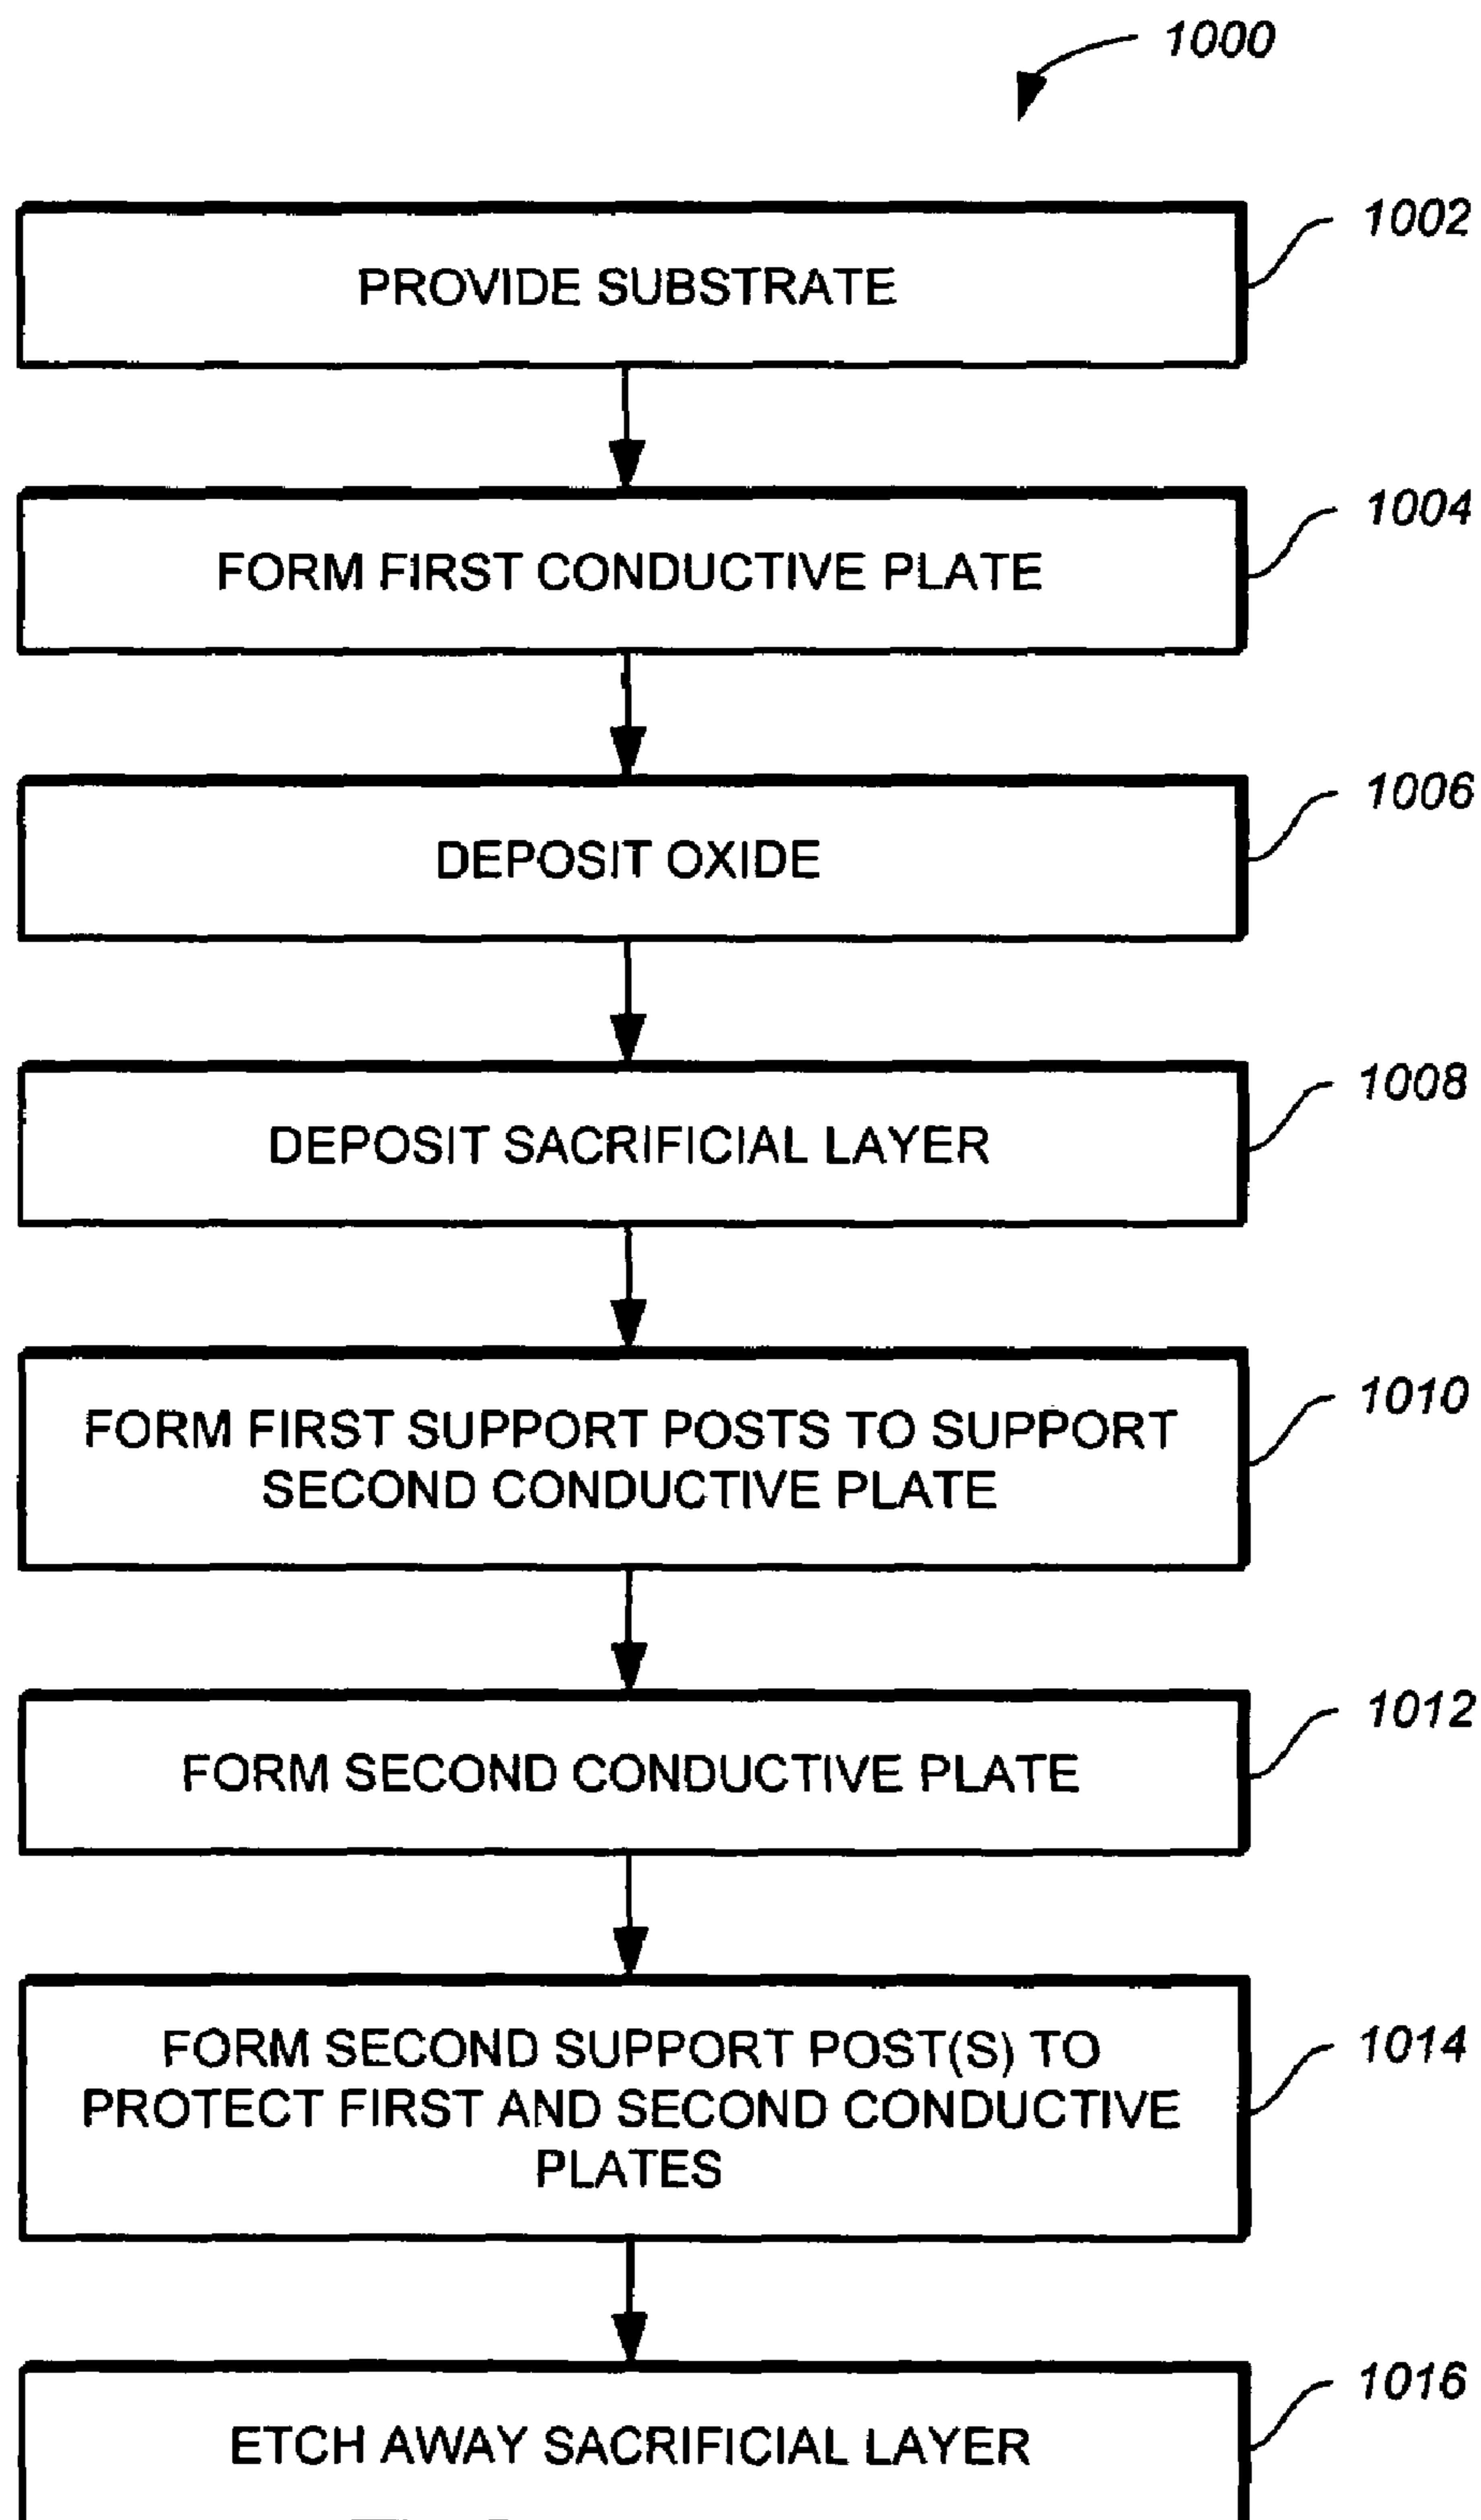 1000
PROVIDE SUBSTRATE
1002
FORM FIRST CONDUCTIVE PLATE
1004
DEPOSIT OXIDE
1006
DEPOSIT SACRIFICIAL LAYER
1008
FORM FIRST SUPPORT POSTS TO SUPPORT
SECOND CONDUCTIVE PLATE
1010
FORM SECOND CONDUCTIVE PLATE
1012
FORM SECOND SUPPORT POST(S) TO
PROTECT FIRST AND SECOND CONDUCTIVE
PLATES
1014
ETCH AWAY SACRIFICIAL LAYER
1016